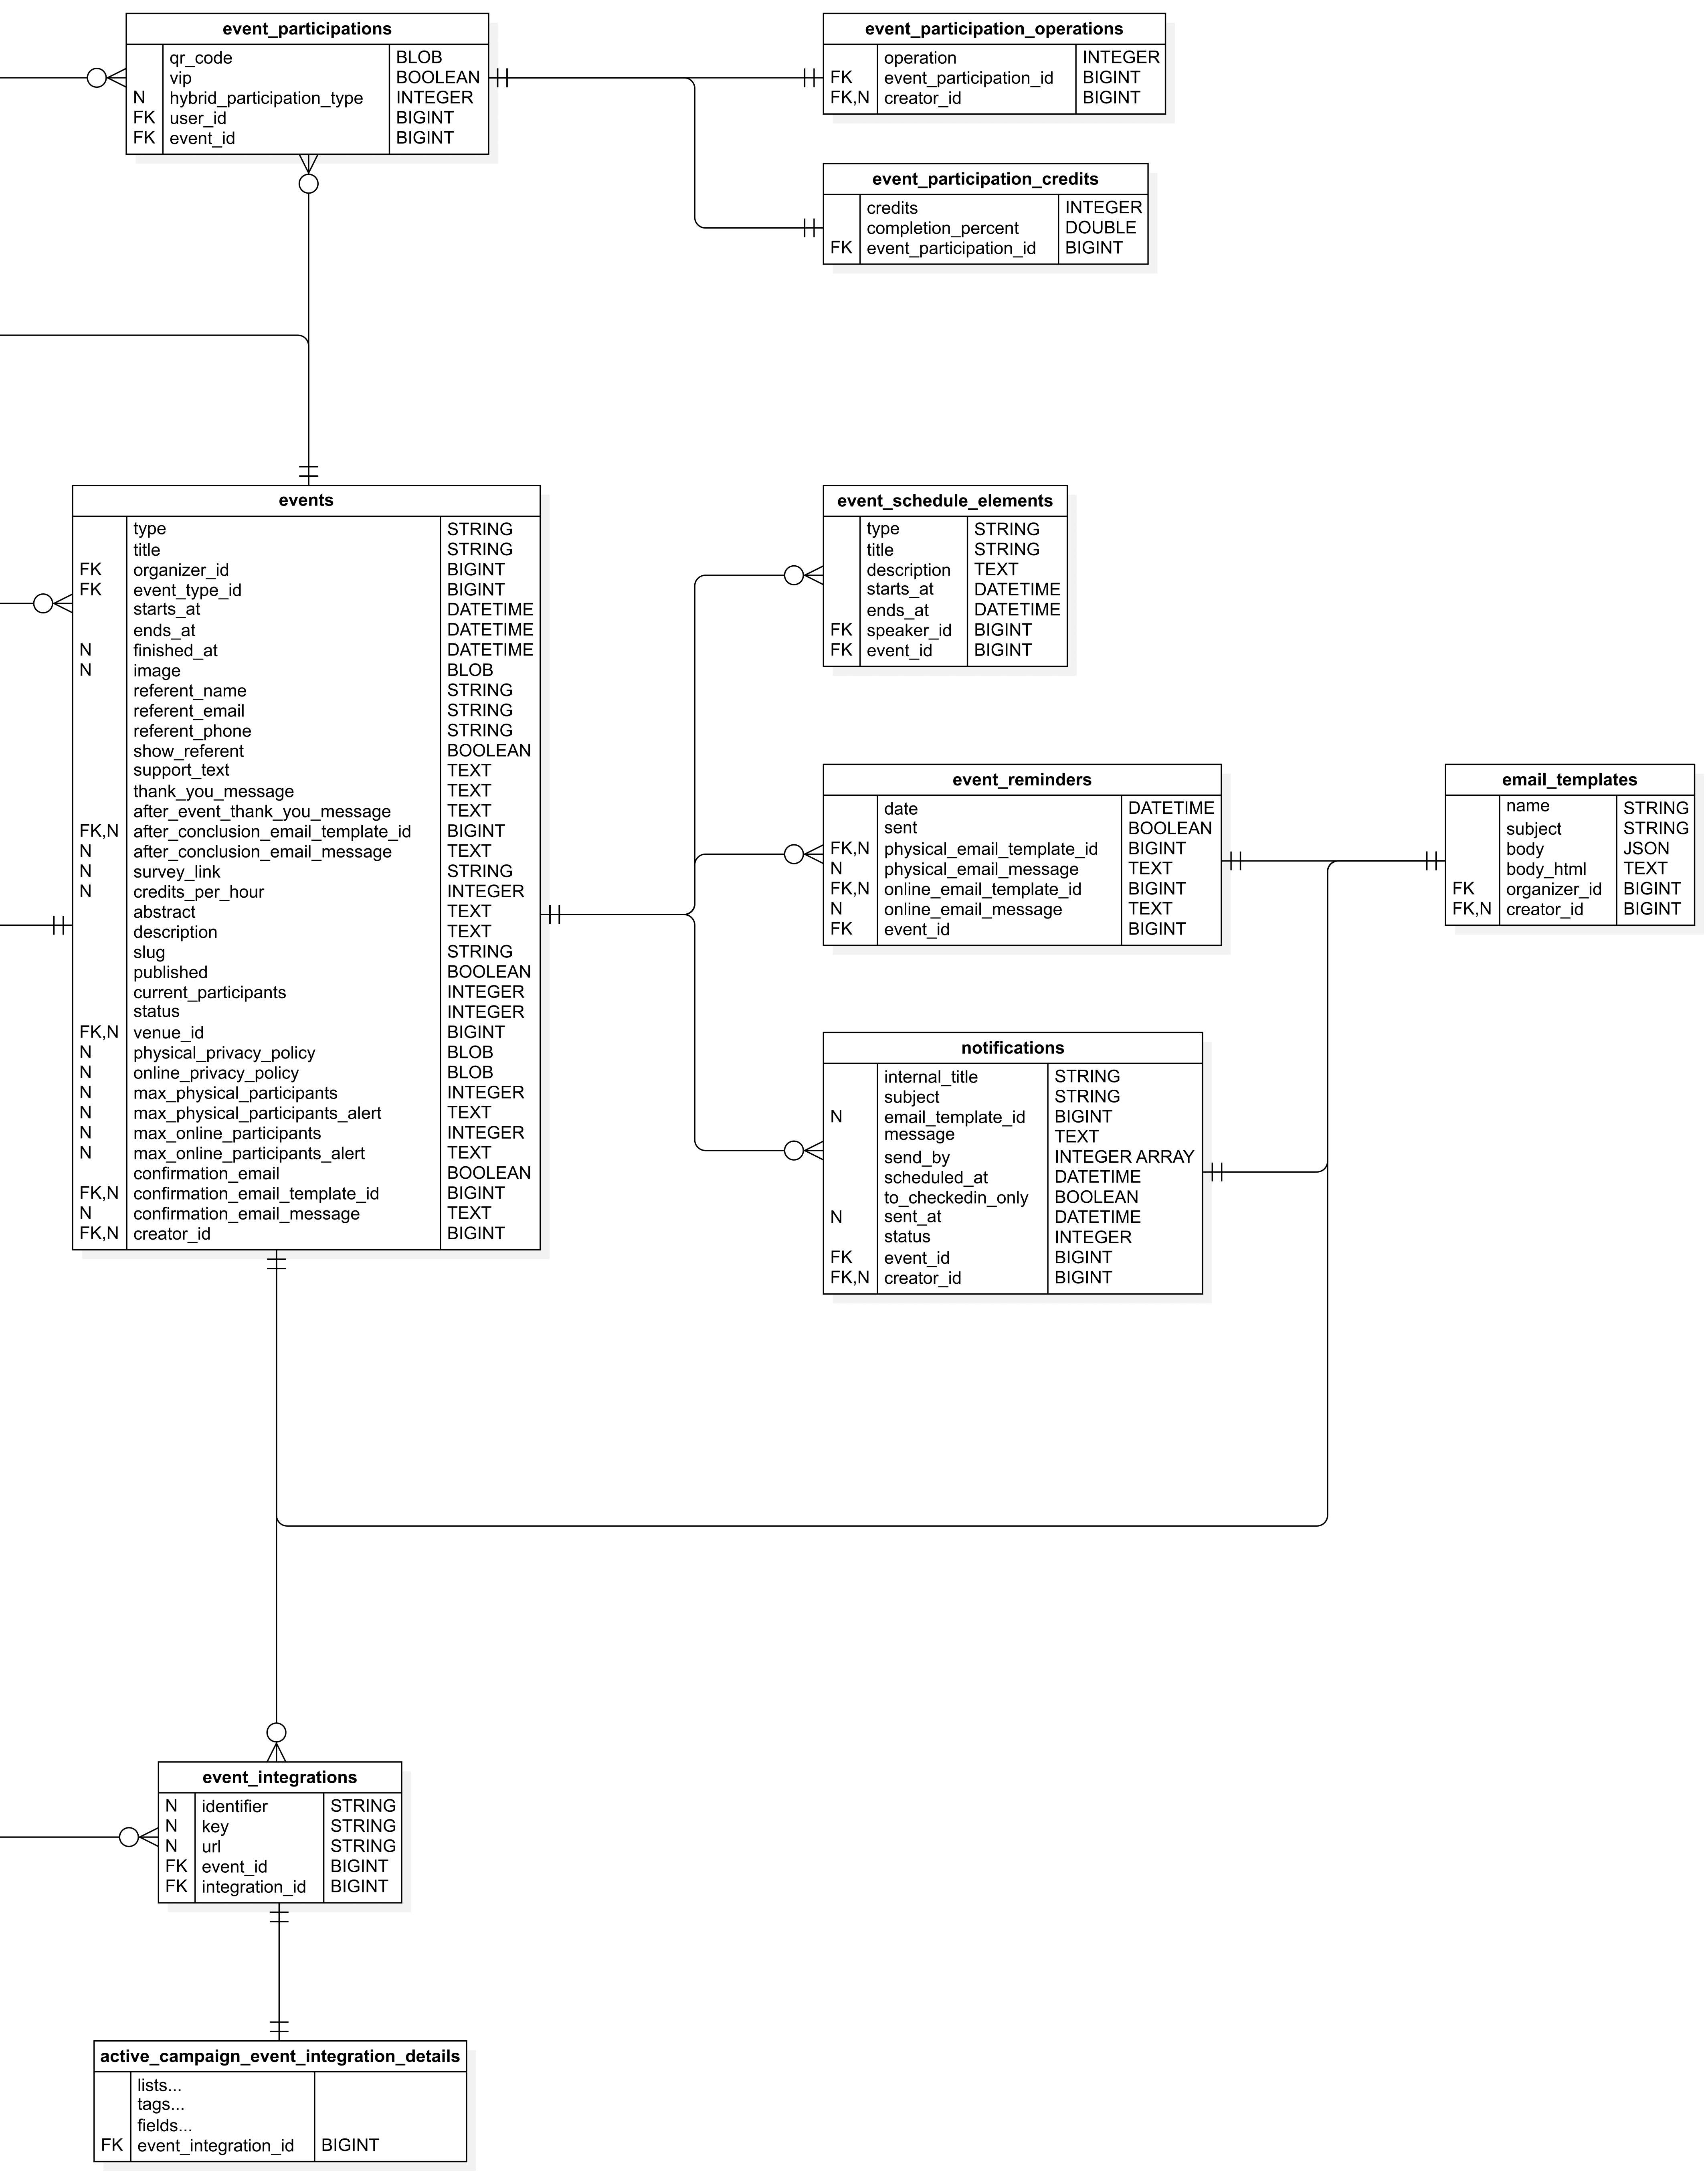 event_participations
qr_code BLOB
vip BOOLEAN
N hybrid_participation_type INTEGER
FK user_id BIGINT
FK event_id BIGINT
event_participation_operations
operation INTEGER
FK event_participation_id BIGINT
FK,N creator_id BIGINT
event_participation_credits
credits INTEGER
completion_percent DOUBLE
FK event_participation_id BIGINT
events
type STRING
title STRING
FK organizer_id BIGINT
FK event_type_id BIGINT
starts_at DATETIME
ends_at DATETIME
N finished_at DATETIME
N image BLOB
referent_name STRING
referent_email STRING
referent_phone STRING
show_referent BOOLEAN
support_text TEXT
thank_you_message TEXT
after_event_thank_you_message TEXT
FK,N after_conclusion_email_template_id BIGINT
N after_conclusion_email_message TEXT
N survey_link STRING
N credits_per_hour INTEGER
abstract TEXT
description TEXT
slug STRING
published BOOLEAN
current_participants INTEGER
status INTEGER
FK,N venue_id BIGINT
N physical_privacy_policy BLOB
N online_privacy_policy BLOB
N max_physical_participants INTEGER
N max_physical_participants_alert TEXT
N max_online_participants INTEGER
N max_online_participants_alert TEXT
confirmation_email BOOLEAN
FK,N confirmation_email_template_id BIGINT
N confirmation_email_message TEXT
FK,N creator_id BIGINT
event_schedule_elements
type STRING
title STRING
description TEXT
starts_at DATETIME
ends_at DATETIME
FK speaker_id BIGINT
FK event_id BIGINT
event_reminders
date DATETIME
sent BOOLEAN
FK,N physical_email_template_id BIGINT
N physical_email_message TEXT
FK,N online_email_template_id BIGINT
N online_email_message TEXT
FK event_id BIGINT
email_templates
name STRING
subject STRING
body JSON
body_html TEXT
FK organizer_id BIGINT
FK,N creator_id BIGINT
notifications
internal_title STRING
subject STRING
N email_template_id BIGINT
message TEXT
send_by INTEGER ARRAY
scheduled_at DATETIME
to_checkedin_only BOOLEAN
N sent_at DATETIME
status INTEGER
FK event_id BIGINT
FK,N creator_id BIGINT
event_integrations
N identifier STRING
N key STRING
N url STRING
FK event_id BIGINT
FK integration_id BIGINT
active_campaign_event_integration_details
lists...
tags...
fields...
FK event_integration_id BIGINT